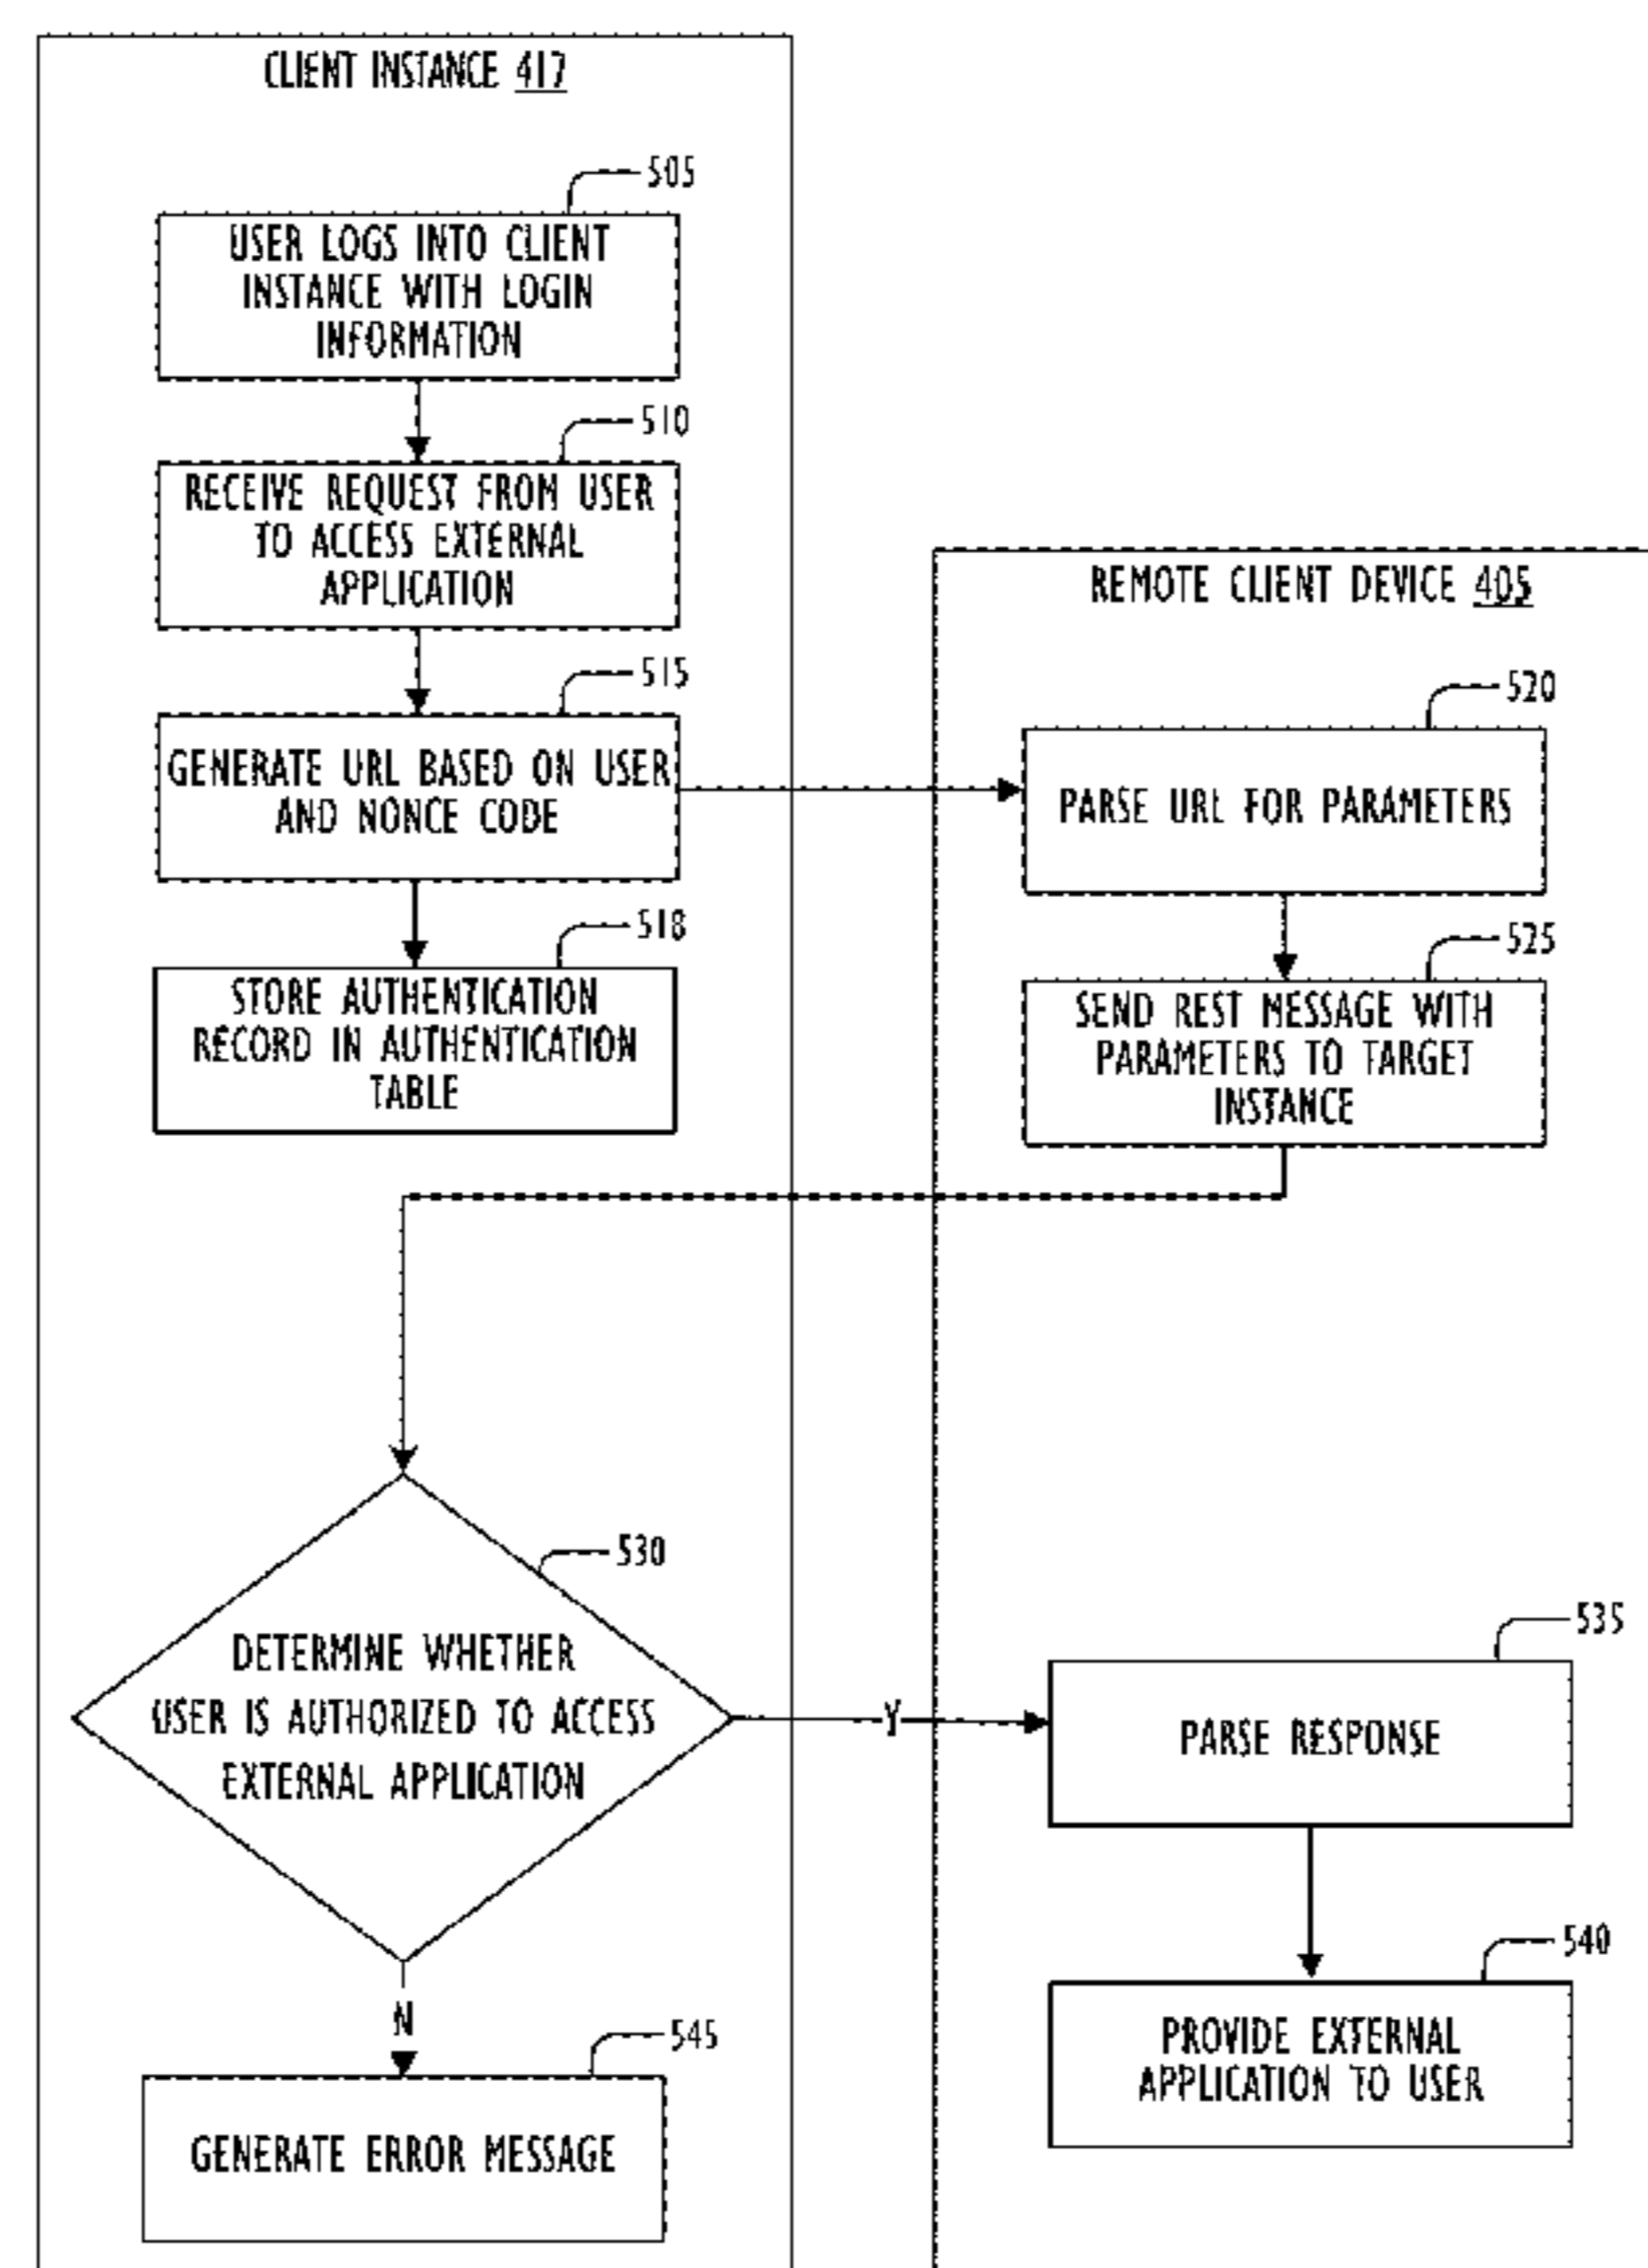 CLIENT INSTANCE 417
505
USER LOGS INTO CLIENT
INSTANCE WITH LOGIN
INFORMATION
510
RECEIVE REQUEST FROM USER
TO ACCESS EXTERNAL
APPLICATION
515
GENERATE URL BASED ON USER
AND NONCE CODE
518
STORE AUTHENTICATION
RECORD IN AUTHENTICATION
TABLE
REMOTE CLIENT DEVICE 405
520
PARSE URL FOR PARAMETERS
525
SEND REST MESSAGE WITH
PARAMETERS TO TARGET
INSTANCE
530
DETERMINE WHETHER
USER IS AUTHORIZED TO ACCESS
EXTERNAL APPLICATION
Y
N
545
GENERATE ERROR MESSAGE
535
PARSE RESPONSE
540
PROVIDE EXTERNAL
APPLICATION TO USER